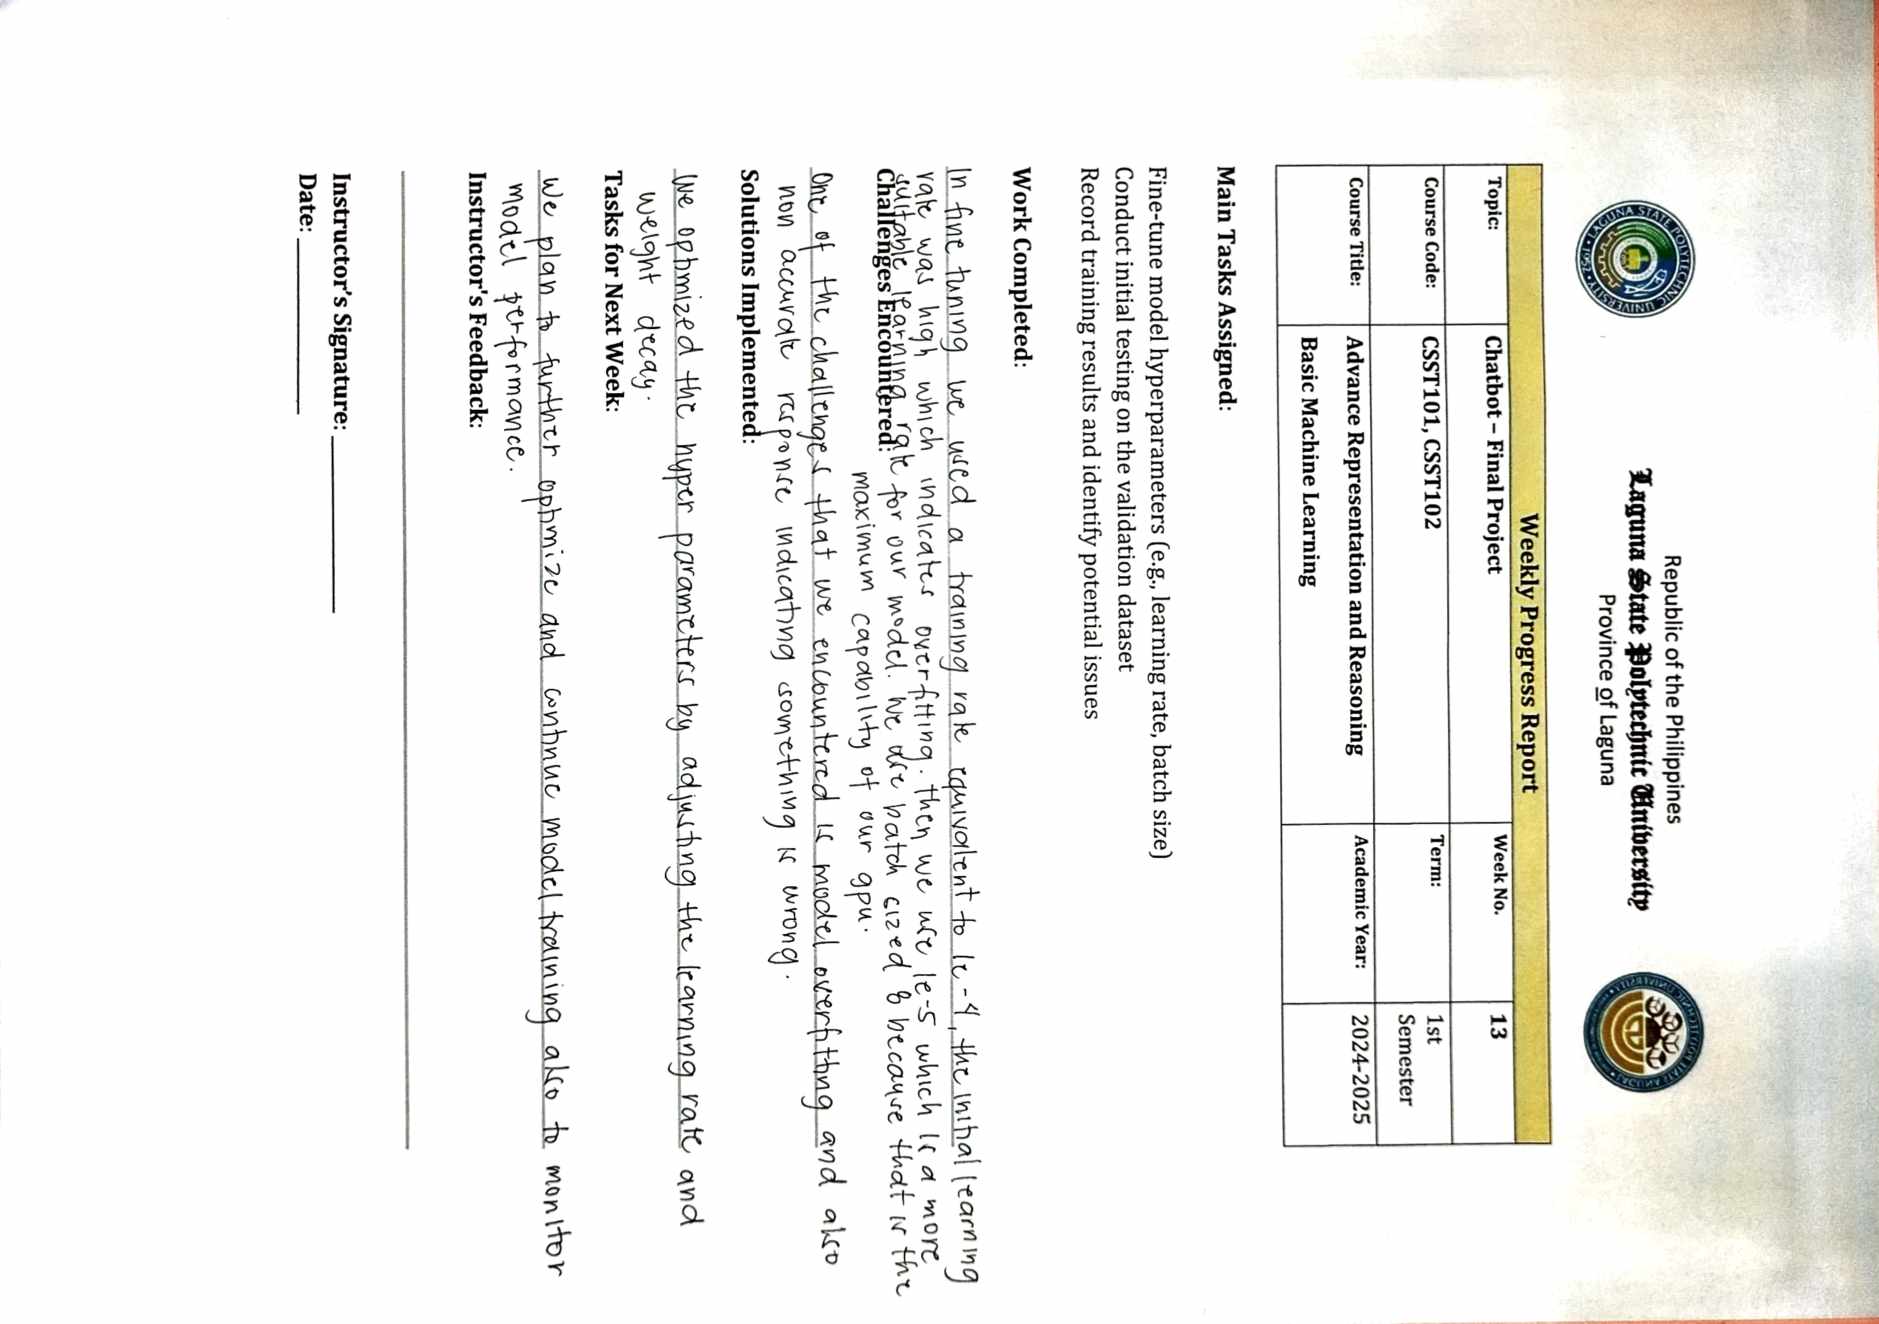 LAGUNA STATE POLYTECHNIC UNIVERSITY
1952
Republic of the Philippines
Laguna State Polytechnic University
Province of Laguna
Weekly Progress Report
Topic: Chatbot – Final Project Week No. 13
Course Code: CSST101, CSST102 Term: 1st
Semester
Course Title: Advance Representation and Reasoning Academic Year: 2024-2025
Basic Machine Learning
Main Tasks Assigned:
Fine-tune model hyperparameters (e.g., learning rate, batch size)
Conduct initial testing on the validation dataset
Record training results and identify potential issues
Work Completed:
In fine tuning we used a training rate equivalent to 1e-4, the initial learning
rate was high which indicates overfitting. then we use 1e-5 which is a more
suitable learning rate for our model. We use batch sized 8 because that is the
maximum capability of our gpu.
Challenges Encountered:
One of the challenges that we encountered is model overfitting and also
non accurate response indicating something is wrong.
Solutions Implemented:
We optimized the hyper parameters by adjusting the learning rate and
weight decay.
Tasks for Next Week:
We plan to further optimize and continue model training also to monitor
model performance.
Instructor's Feedback:
Instructor's Signature:
Date: